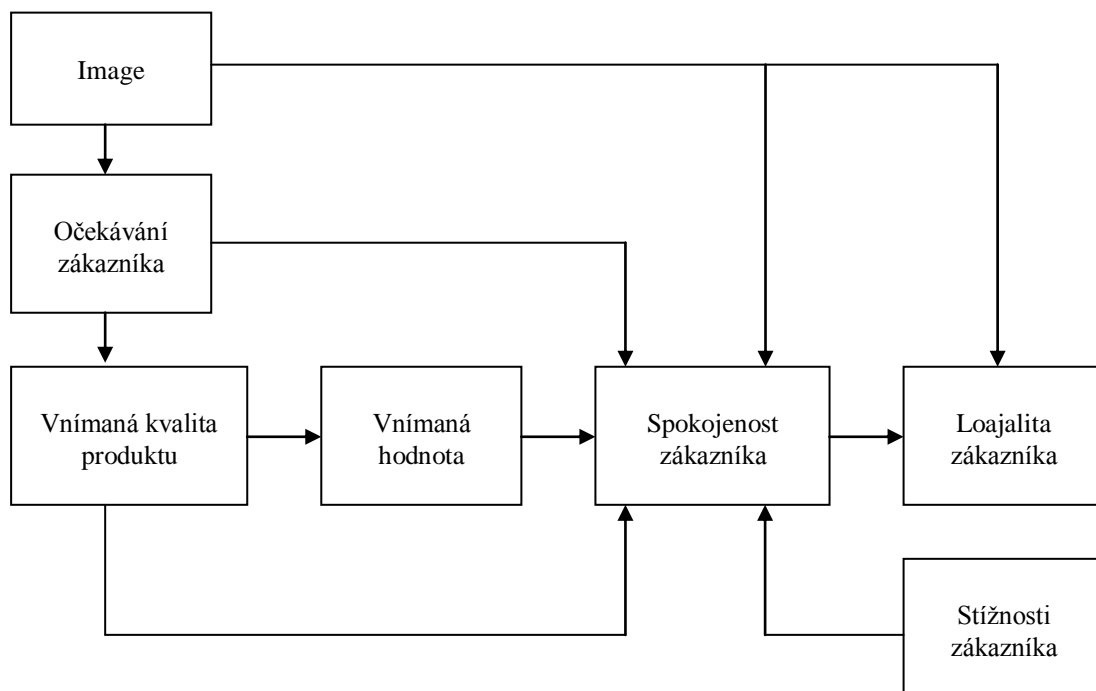 Image
Očekávání
zákazníka
Vnímaná kvalita
produktu
Vnímaná
hodnota
Spokojenost
zákazníka
Loajalita
zákazníka
Stížnosti
zákazníka